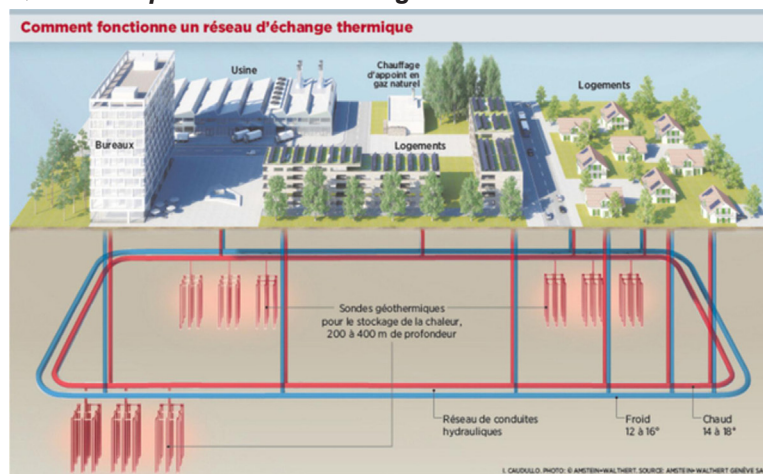 Comment fonctionne un réseau d'échange thermique
Usine
Chauffage
d'appoint en
gaz naturel
Logements
Bureaux
Logements
Sondes géothermiques
pour le stockage de la chaleur,
200 à 400 m de profondeur
Réseau de conduites
hydrauliques
Froid
12 à 16°
Chaud
14 à 18°
I. CAUDULLO. PHOTO: © AMSTEIN+WALTHERT. SOURCE: AMSTEIN+WALTHERT GENÈVE SA